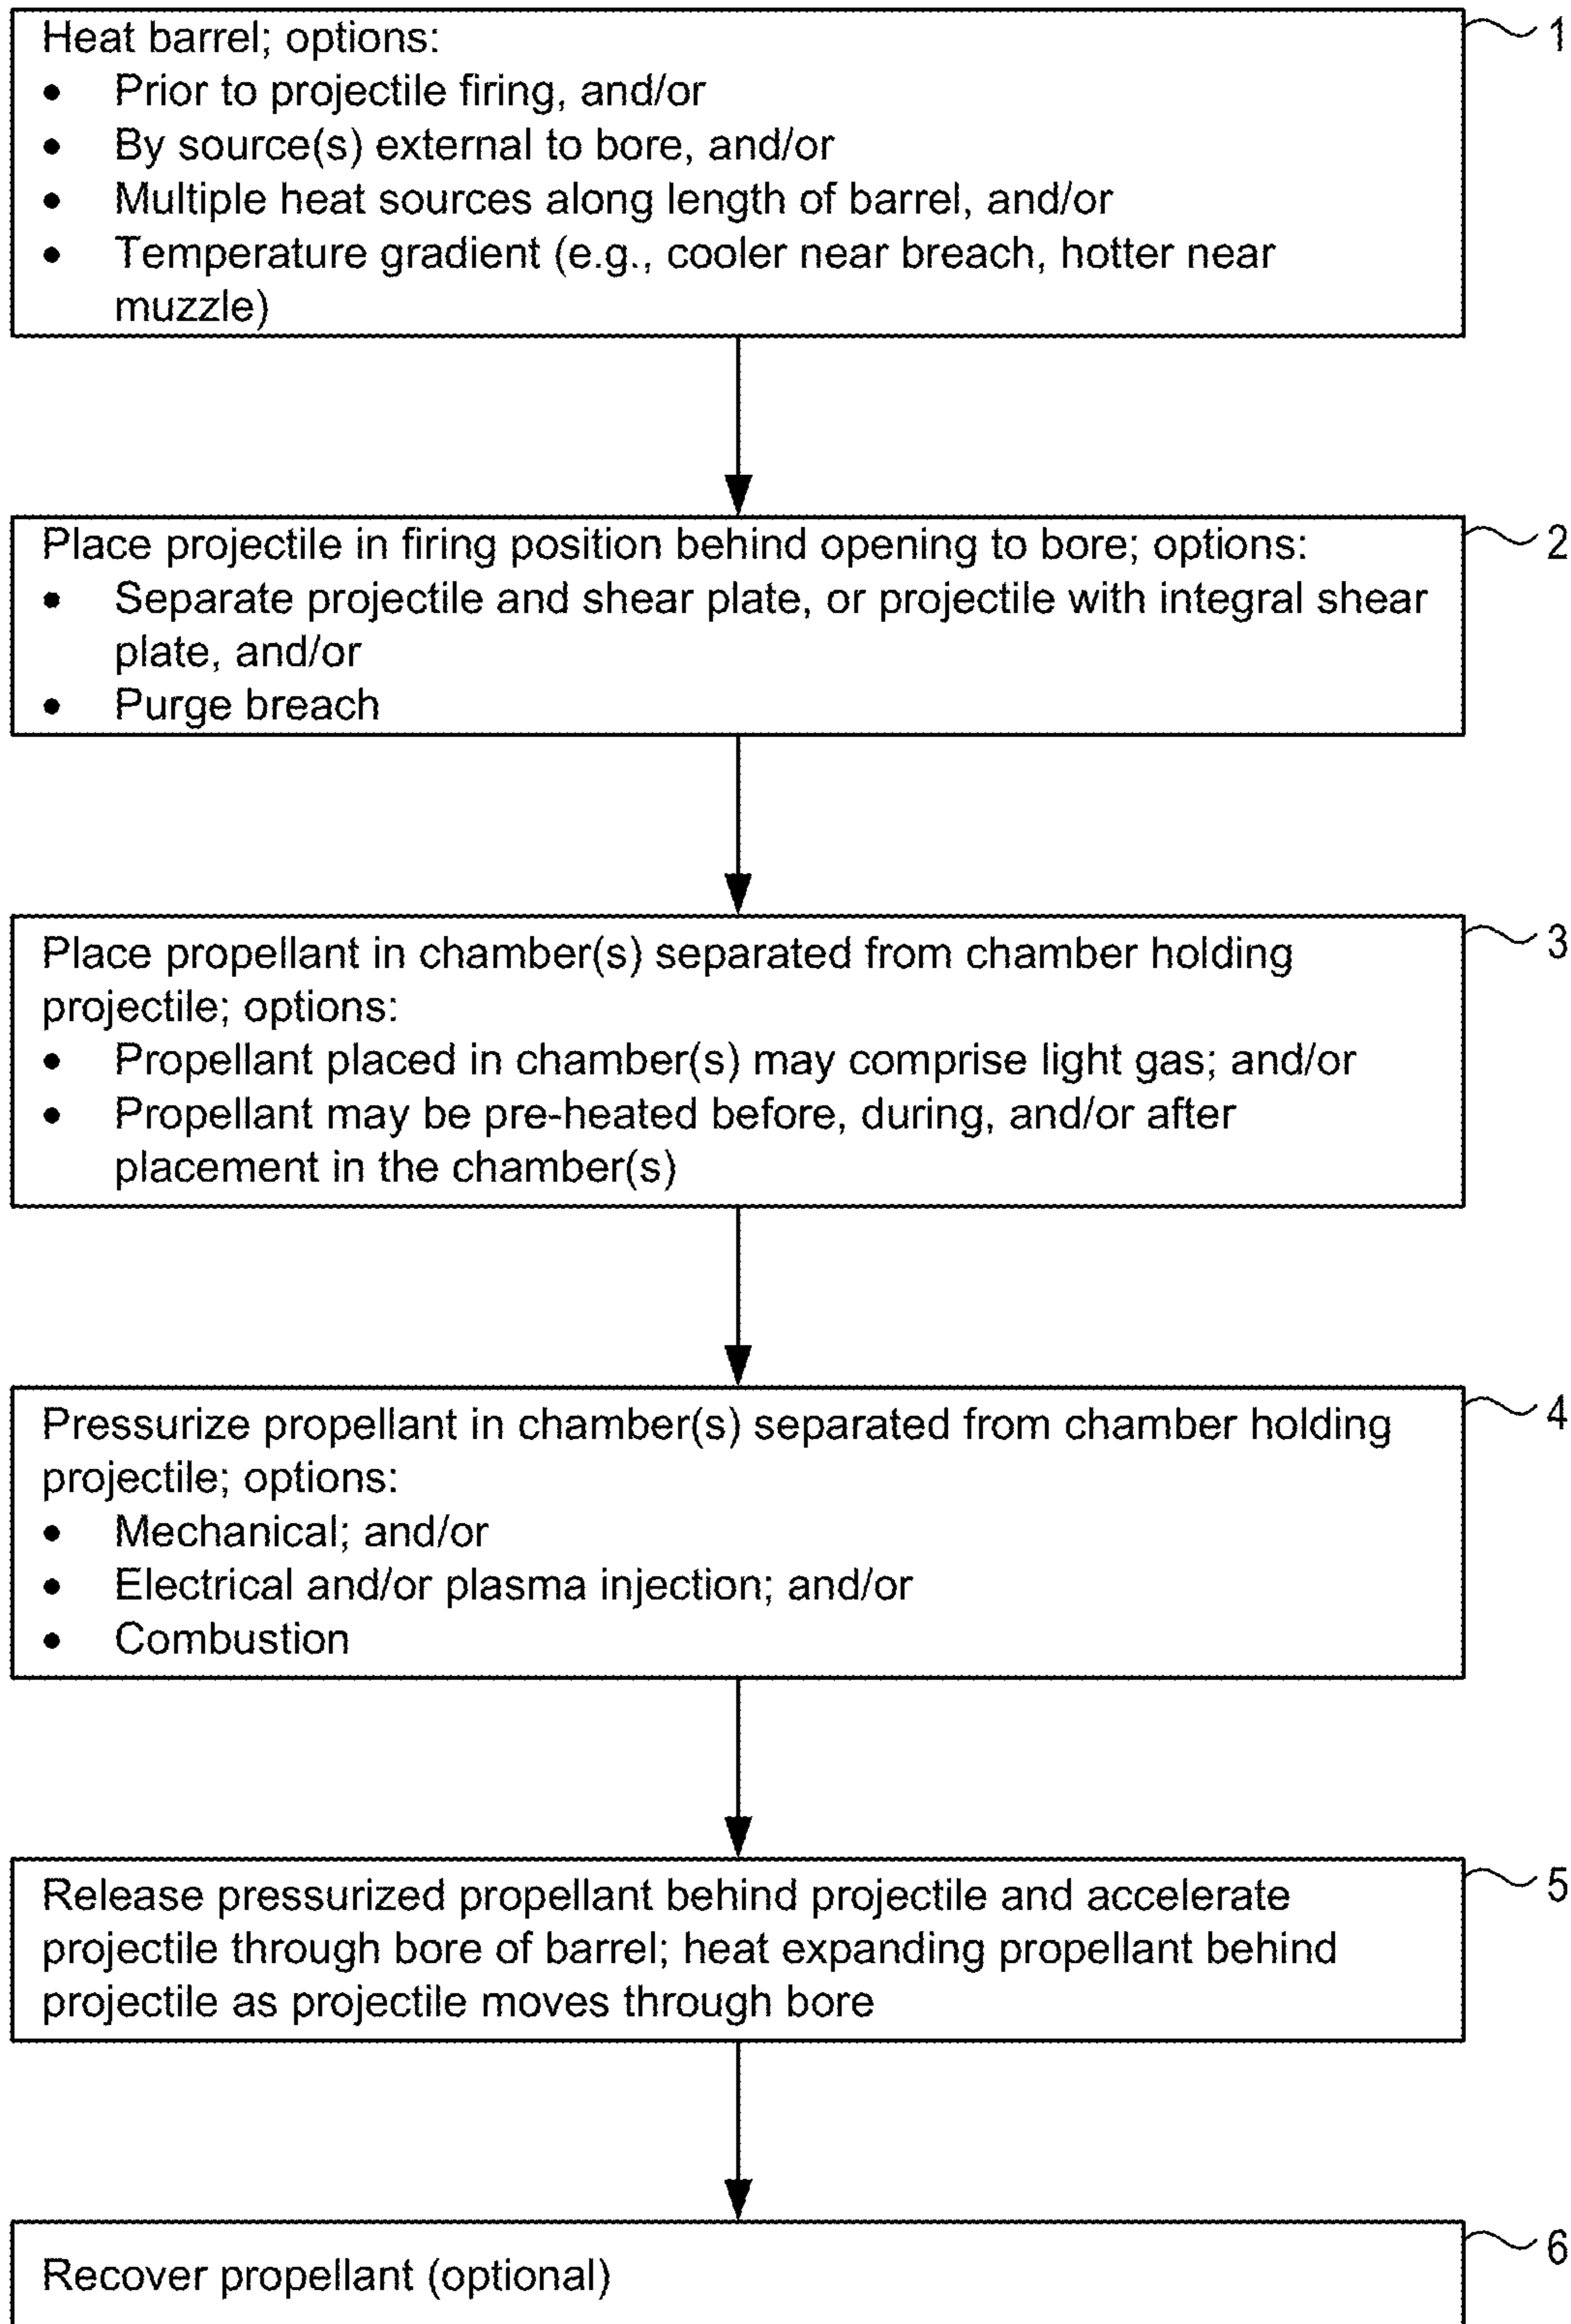 Heat barrel; options:
1
• Prior to projectile firing, and/or
• By source(s) external to bore, and/or
• Multiple heat sources along length of barrel, and/or
• Temperature gradient (e.g., cooler near breach, hotter near
muzzle)
Place projectile in firing position behind opening to bore; options:
2
• Separate projectile and shear plate, or projectile with integral shear
plate, and/or
• Purge breach
Place propellant in chamber(s) separated from chamber holding
3
projectile; options:
• Propellant placed in chamber(s) may comprise light gas; and/or
• Propellant may be pre-heated before, during, and/or after
placement in the chamber(s)
Pressurize propellant in chamber(s) separated from chamber holding
4
projectile; options:
• Mechanical; and/or
• Electrical and/or plasma injection; and/or
• Combustion
Release pressurized propellant behind projectile and accelerate
5
projectile through bore of barrel; heat expanding propellant behind
projectile as projectile moves through bore
Recover propellant (optional)
6